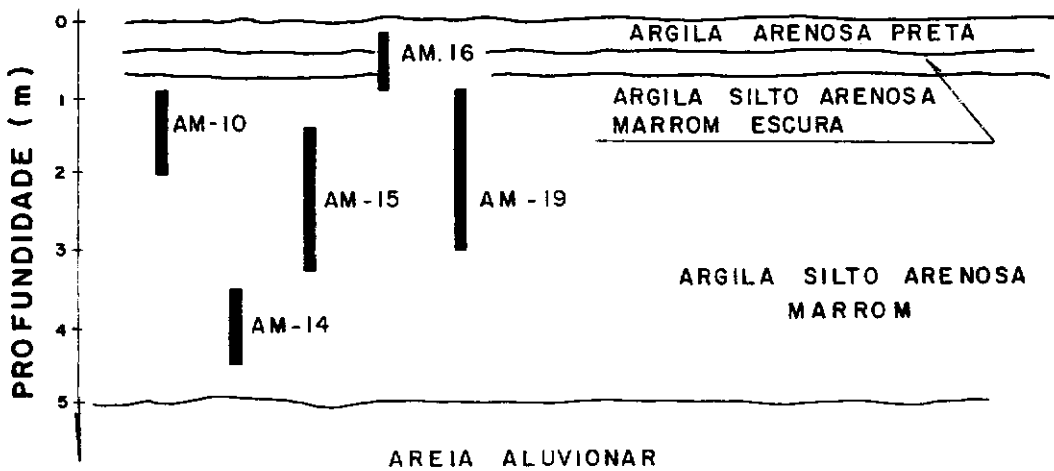 PROFUNDIDADE (m)
0
1
2
3
4
5
ARGILA ARENOSA PRETA
AM.16
ARGILA SILTO ARENOSA
MARROM ESCURA
AM-10
AM-15
AM-19
ARGILA SILTO ARENOSA
MARROM
AM-14
AREIA ALUVIONAR